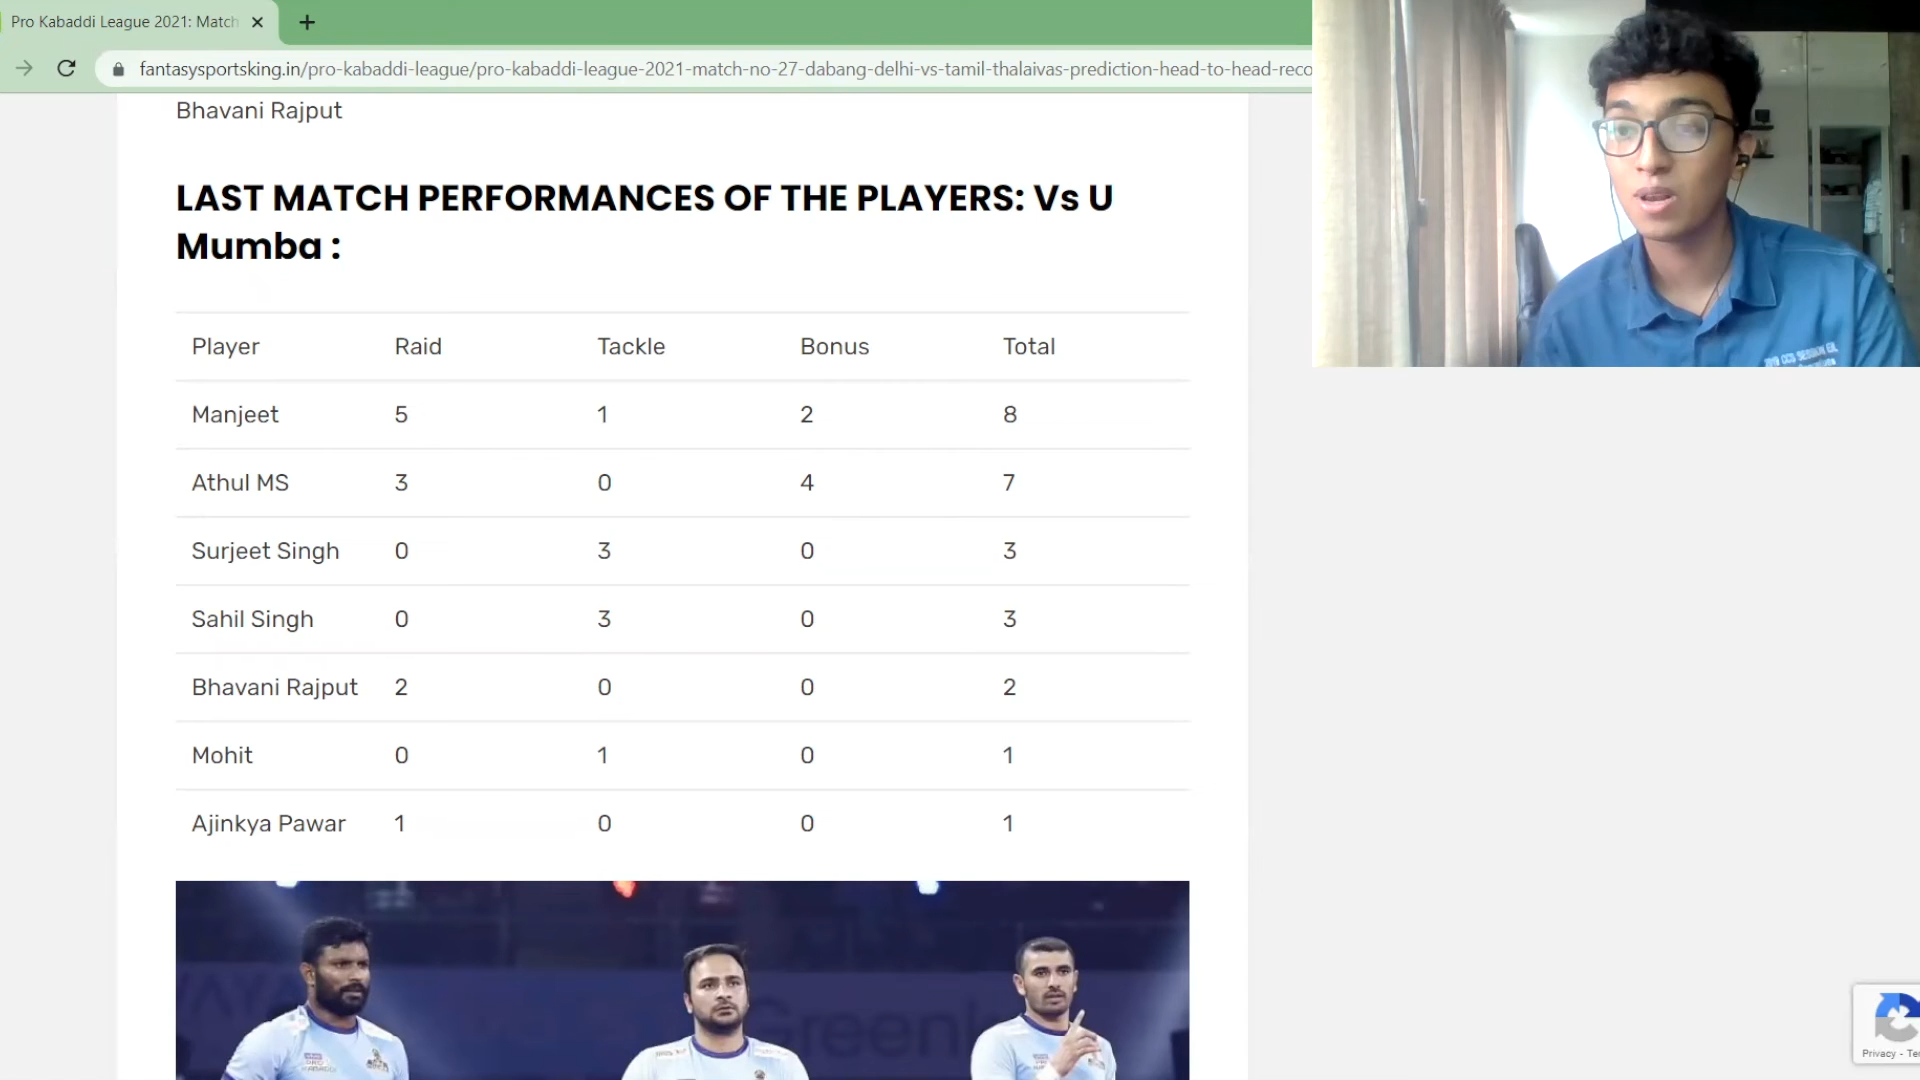 Pro Kabaddi League 2021: Match
fantasysportsking.in/pro-kabaddi-league/pro-kabaddi-league-2021-match-no-27-dabang-delhi-vs-tamil-thalaivas-prediction-head-to-head-reco
Bhavani Rajput
LAST MATCH PERFORMANCES OF THE PLAYERS: Vs U
Mumba :
Player Raid Tackle Bonus Total
Manjeet 5 1 2 8
Athul MS 3 0 4 7
Surjeet Singh 0 3 0 3
Sahil Singh 0 3 0 3
Bhavani Rajput 2 0 0 2
Mohit 0 1 0 1
Ajinkya Pawar 1 0 0 1
Greenl
Privacy - Ter